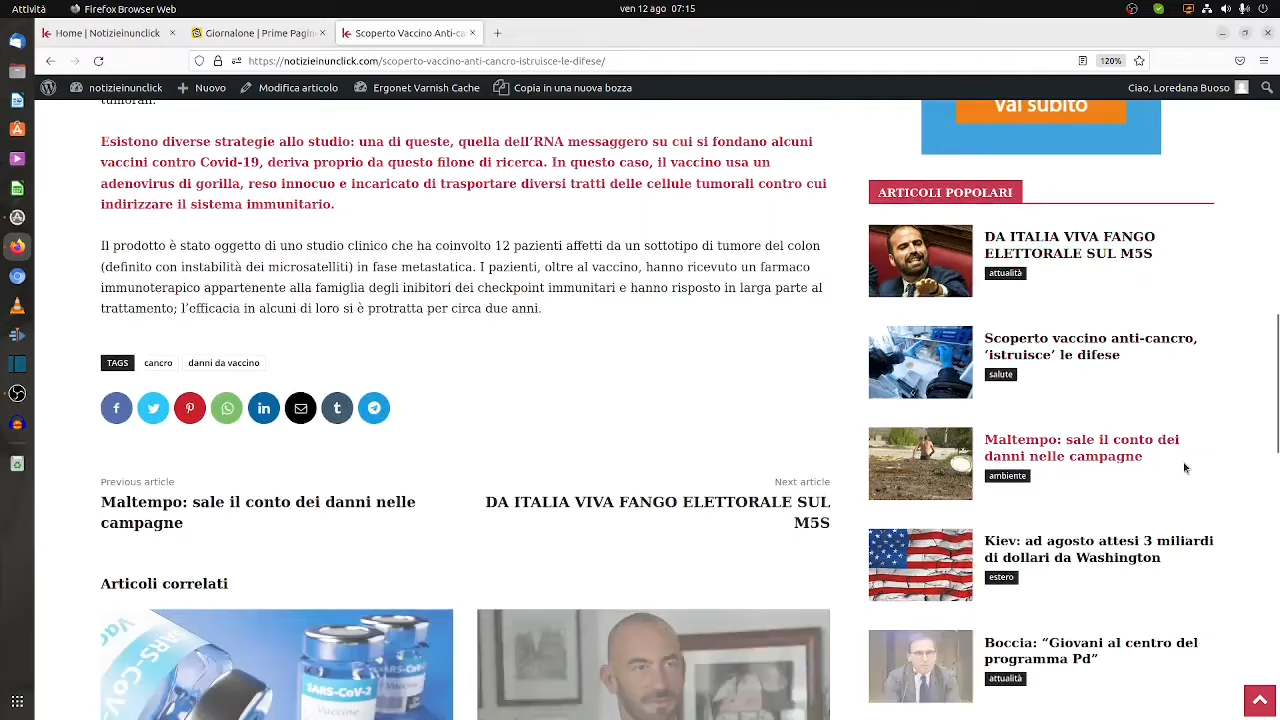 Attività
Firefox Browser
ven 12 ago 07:15
Home | Notizieinunclick
Giornalone | Prime Pagin
Scoperto Vaccino Anti-ca
https://notizieinunclick.com/scoperto-vaccino-anti-cancro-istruisce-le-difese/
120%
notizieinunclick
Nuovo
Modifica articolo
Ergonet Varnish Cache
Copia in una nuova bozza
Ciao, Loredana Buoso
tumorali.
Esistono diverse strategie allo studio: una di queste, quella dell’RNA messaggero su cui si fondano alcuni
vaccini contro Covid-19, deriva proprio da questo filone di ricerca. In questo caso, il vaccino usa un
adenovirus di gorilla, reso innocuo e incaricato di trasportare diversi tratti delle cellule tumorali contro cui
indirizzare il sistema immunitario.
Il prodotto è stato oggetto di uno studio clinico che ha coinvolto 12 pazienti affetti da un sottotipo di tumore del colon
(definito con instabilità dei microsatelliti) in fase metastatica. I pazienti, oltre al vaccino, hanno ricevuto un farmaco
immunoterapico appartenente alla famiglia degli inibitori dei checkpoint immunitari e hanno risposto in larga parte al
trattamento; l’efficacia in alcuni di loro si è protratta per circa due anni.
TAGS
cancro
danni da vaccino
Previous article
Maltempo: sale il conto dei danni nelle
campagne
Next article
DA ITALIA VIVA FANGO ELETTORALE SUL
M5S
Articoli correlati
SARS-CoV-2
Vaccine
Vai subito
ARTICOLI POPOLARI
DA ITALIA VIVA FANGO
ELETTORALE SUL M5S
attualità
Scoperto vaccino anti-cancro,
‘istruisce’ le difese
salute
Maltempo: sale il conto dei
danni nelle campagne
ambiente
Kiev: ad agosto attesi 3 miliardi
di dollari da Washington
estero
Boccia: “Giovani al centro del
programma Pd”
attualità